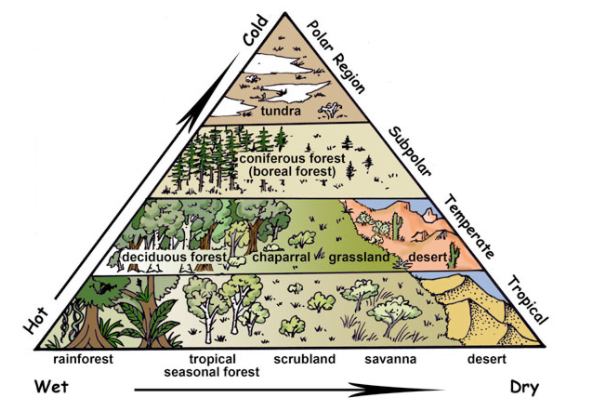 Cold
Polar Region
tundra
Subpolar
coniferous forest
(boreal forest)
Temperate
deciduous forest
chaparral
grassland
desert
Tropical
Hot
rainforest
tropical
seasonal forest
scrubland
savanna
desert
Wet
Dry